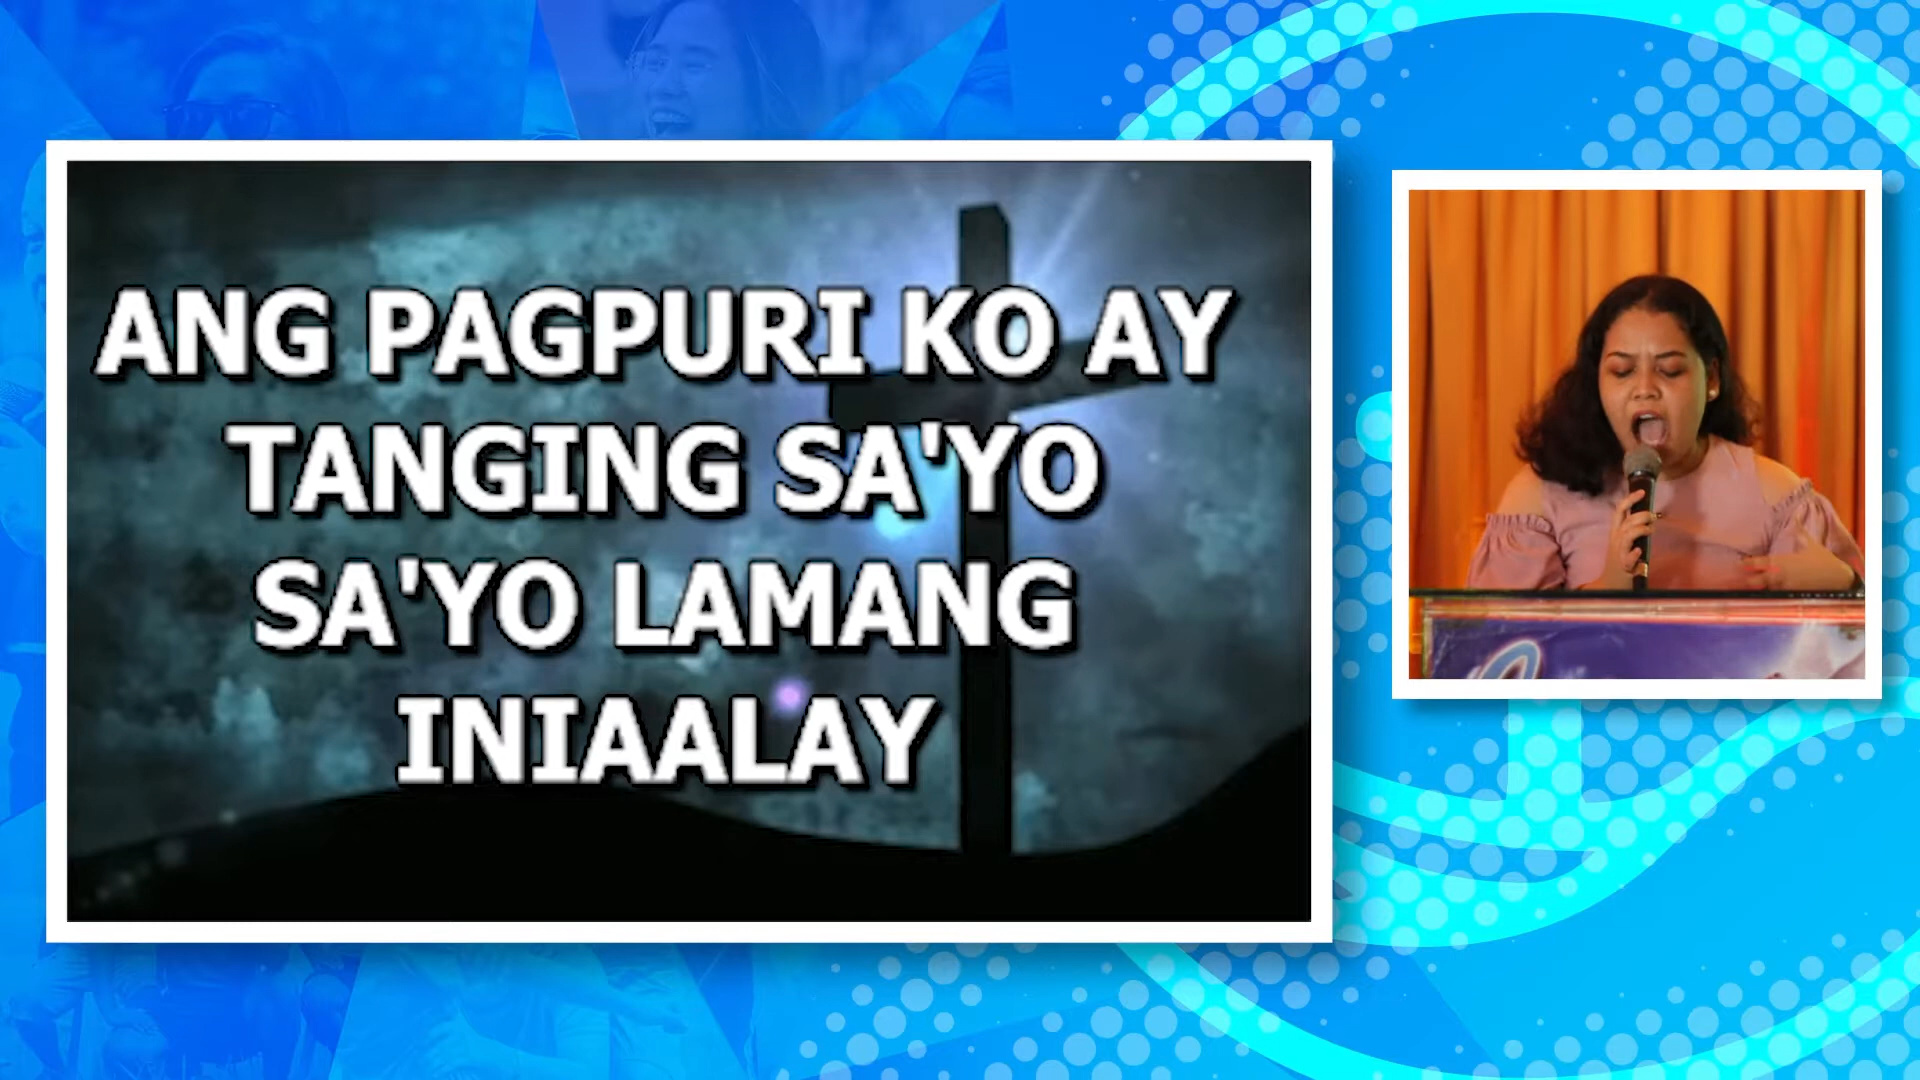 ANG PAGPURI KO AY
TANGING SA'YO
SA'YO LAMANG
INIAALAY